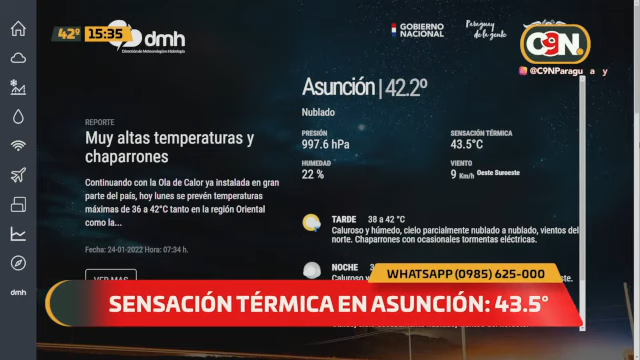 42º 15:35
dmh
Dirección de Meteorología e Hidrología
GOBIERNO
NACIONAL
Paraguay
de la gente
C9N
@C9NParagu a y
Asunción | 42.2º
Nublado
REPORTE
Muy altas temperaturas y
chaparrones
PRESIÓN
997.6 hPa
SENSACIÓN TÉRMICA
43.5°C
HUMEDAD
22 %
VIENTO
9 Km/h Oeste Suroeste
Continuando con la Ola de Calor ya instalada en gran
parte del país, hoy lunes se prevén temperaturas
máximas de 36 a 42°C tanto en la región Oriental
como la...
Fecha: 24-01-2022 Hora: 07:34 h.
VER MAS
TARDE 38 a 42 °C
Caluroso y húmedo, cielo parcialmente nublado a nublado, vientos del
norte. Chaparrones con ocasionales tormentas eléctricas.
NOCHE
Caluroso
dmh
WHATSAPP (0985) 625-000
SENSACIÓN TÉRMICA EN ASUNCIÓN: 43.5°